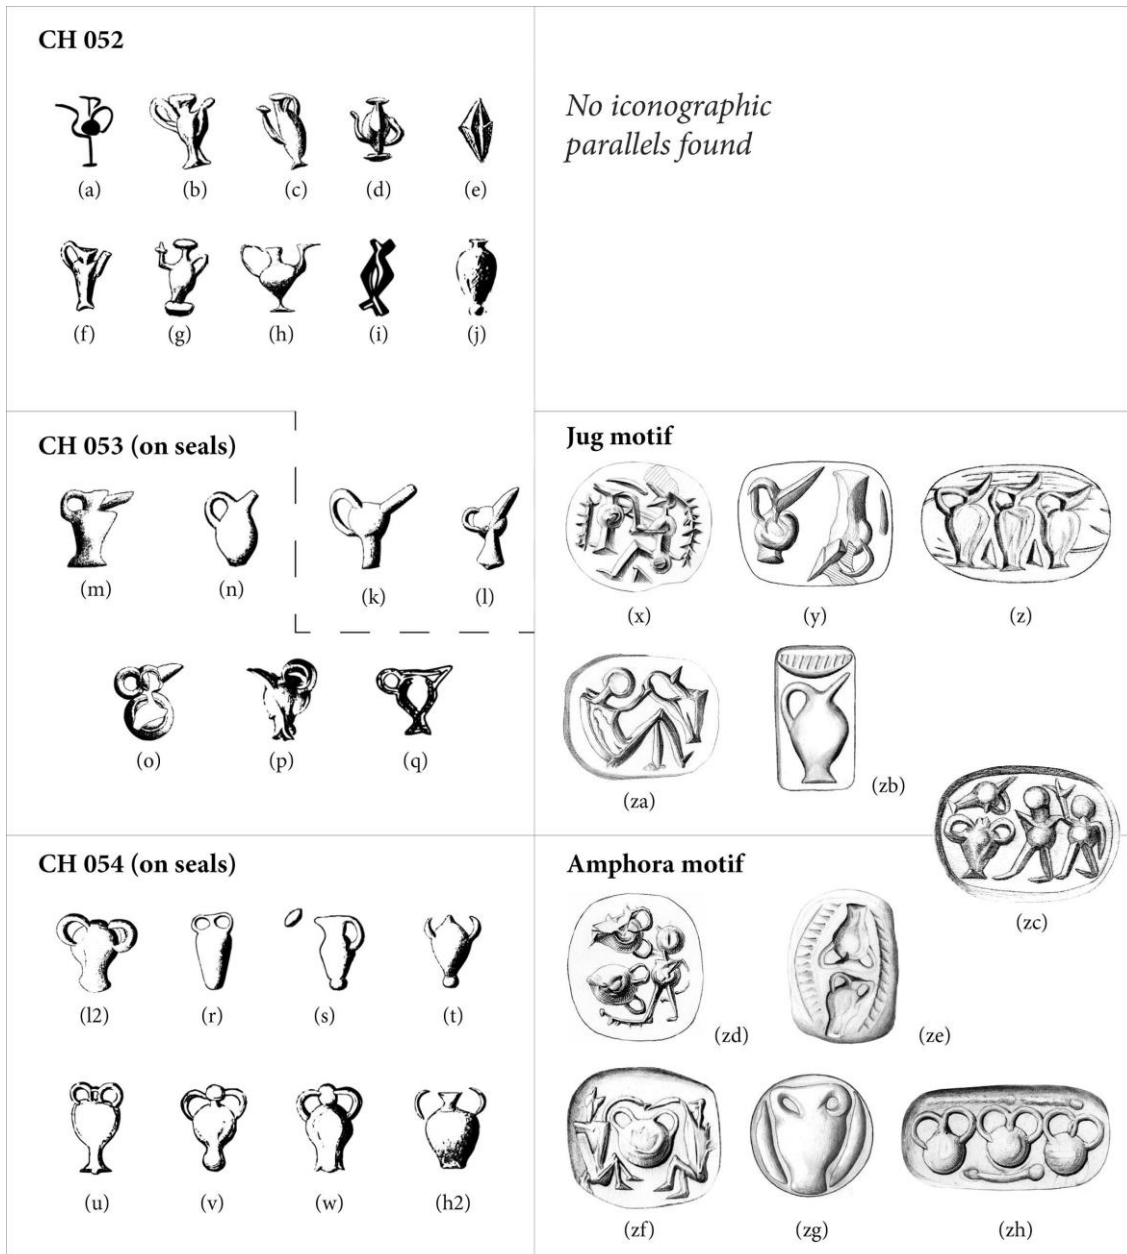 CH 052
(a) (b) (c) (d) (e)
(f) (g) (h) (i) (j)
No iconographic
parallels found
CH 053 (on seals)
(m) (n) (k) (l)
(o) (p) (q)
Jug motif
(x) (y) (z)
(za) (zb)
(zc)
CH 054 (on seals)
(l2) (r) (s) (t)
(u) (v) (w) (h2)
Amphora motif
(zd) (ze)
(zf) (zg) (zh)